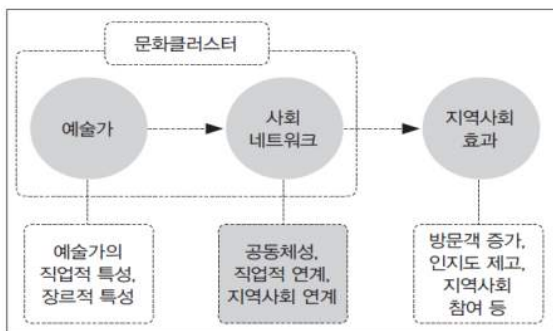 문화클러스터
예술가
사회
네트워크
지역사회
효과
예술가의
직업적 특성,
장르적 특성
공동체성,
직업적 연계,
지역사회 연계
방문객 증가,
인지도 제고,
지역사회
참여 등